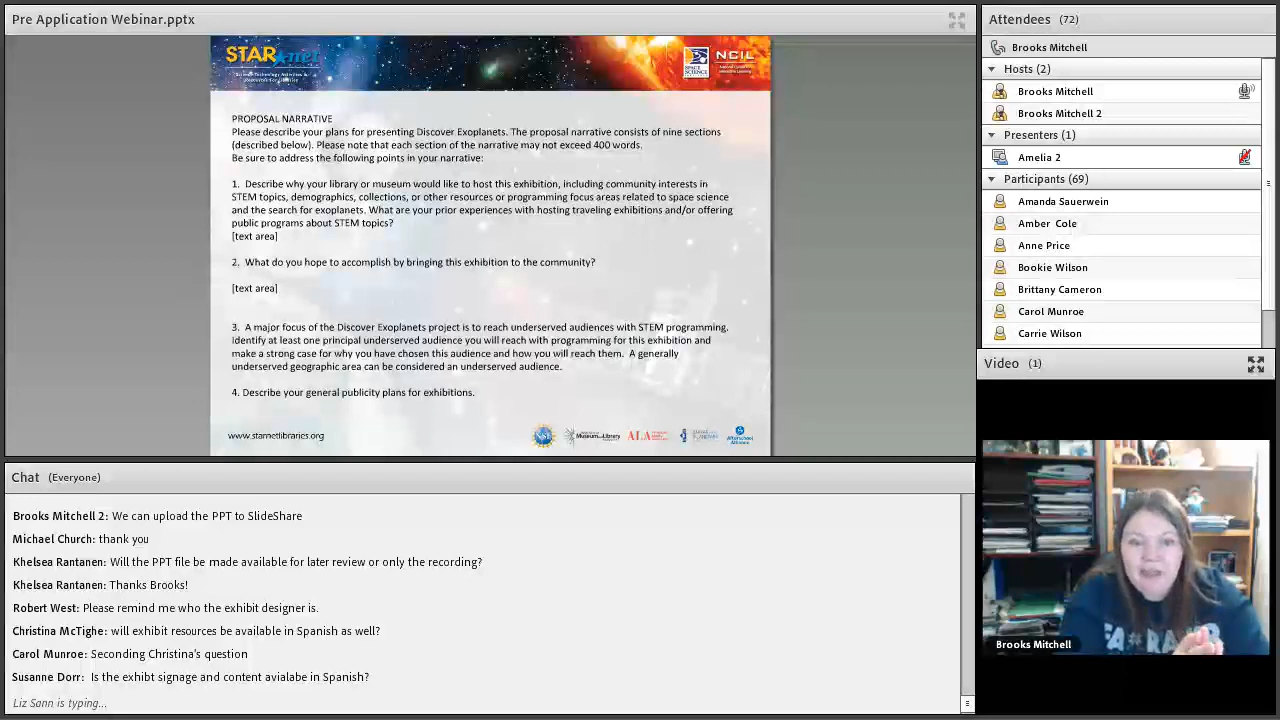 Pre Application Webinar.pptx
STAR net
SPACE SCIENCE
NCIL
PROPOSAL NARRATIVE
Please describe your plans for presenting Discover Exoplanets. The proposal narrative consists of nine sections
(described below). Please note that each section of the narrative may not exceed 400 words.
Be sure to address the following points in your narrative:
1. Describe why your library or museum would like to host this exhibition, including community interests in
STEM topics, demographics, collections, or other resources or programming focus areas related to space science
and the search for exoplanets. What are your prior experiences with hosting traveling exhibitions and/or offering
public programs about STEM topics?
[text area]
2. What do you hope to accomplish by bringing this exhibition to the community?
[text area]
3. A major focus of the Discover Exoplanets project is to reach underserved audiences with STEM programming.
Identify at least one principal underserved audience you will reach with programming for this exhibition and
make a strong case for why you have chosen this audience and how you will reach them. A generally
underserved geographic area can be considered an underserved audience.
4. Describe your general publicity plans for exhibitions.
www.starnetlibraries.org
NSF
Museum and Library
ALA
Afterschool
Alliance
Chat (Everyone)
Brooks Mitchell 2: We can upload the PPT to SlideShare
Michael Church: thank you
Khelsea Rantanen: Will the PPT file be made available for later review or only the recording?
Khelsea Rantanen: Thanks Brooks!
Robert West: Please remind me who the exhibit designer is.
Christina McTighe: will exhibit resources be available in Spanish as well?
Carol Munroe: Seconding Christina's question
Susanne Dorr: Is the exhibt signage and content avialabe in Spanish?
Liz Sann is typing...
Attendees (72)
Brooks Mitchell
Hosts (2)
Brooks Mitchell
Brooks Mitchell 2
Presenters (1)
Amelia 2
Participants (69)
Amanda Sauerwein
Amber Cole
Anne Price
Bookie Wilson
Brittany Cameron
Carol Munroe
Carrie Wilson
Video (1)
Brooks Mitchell